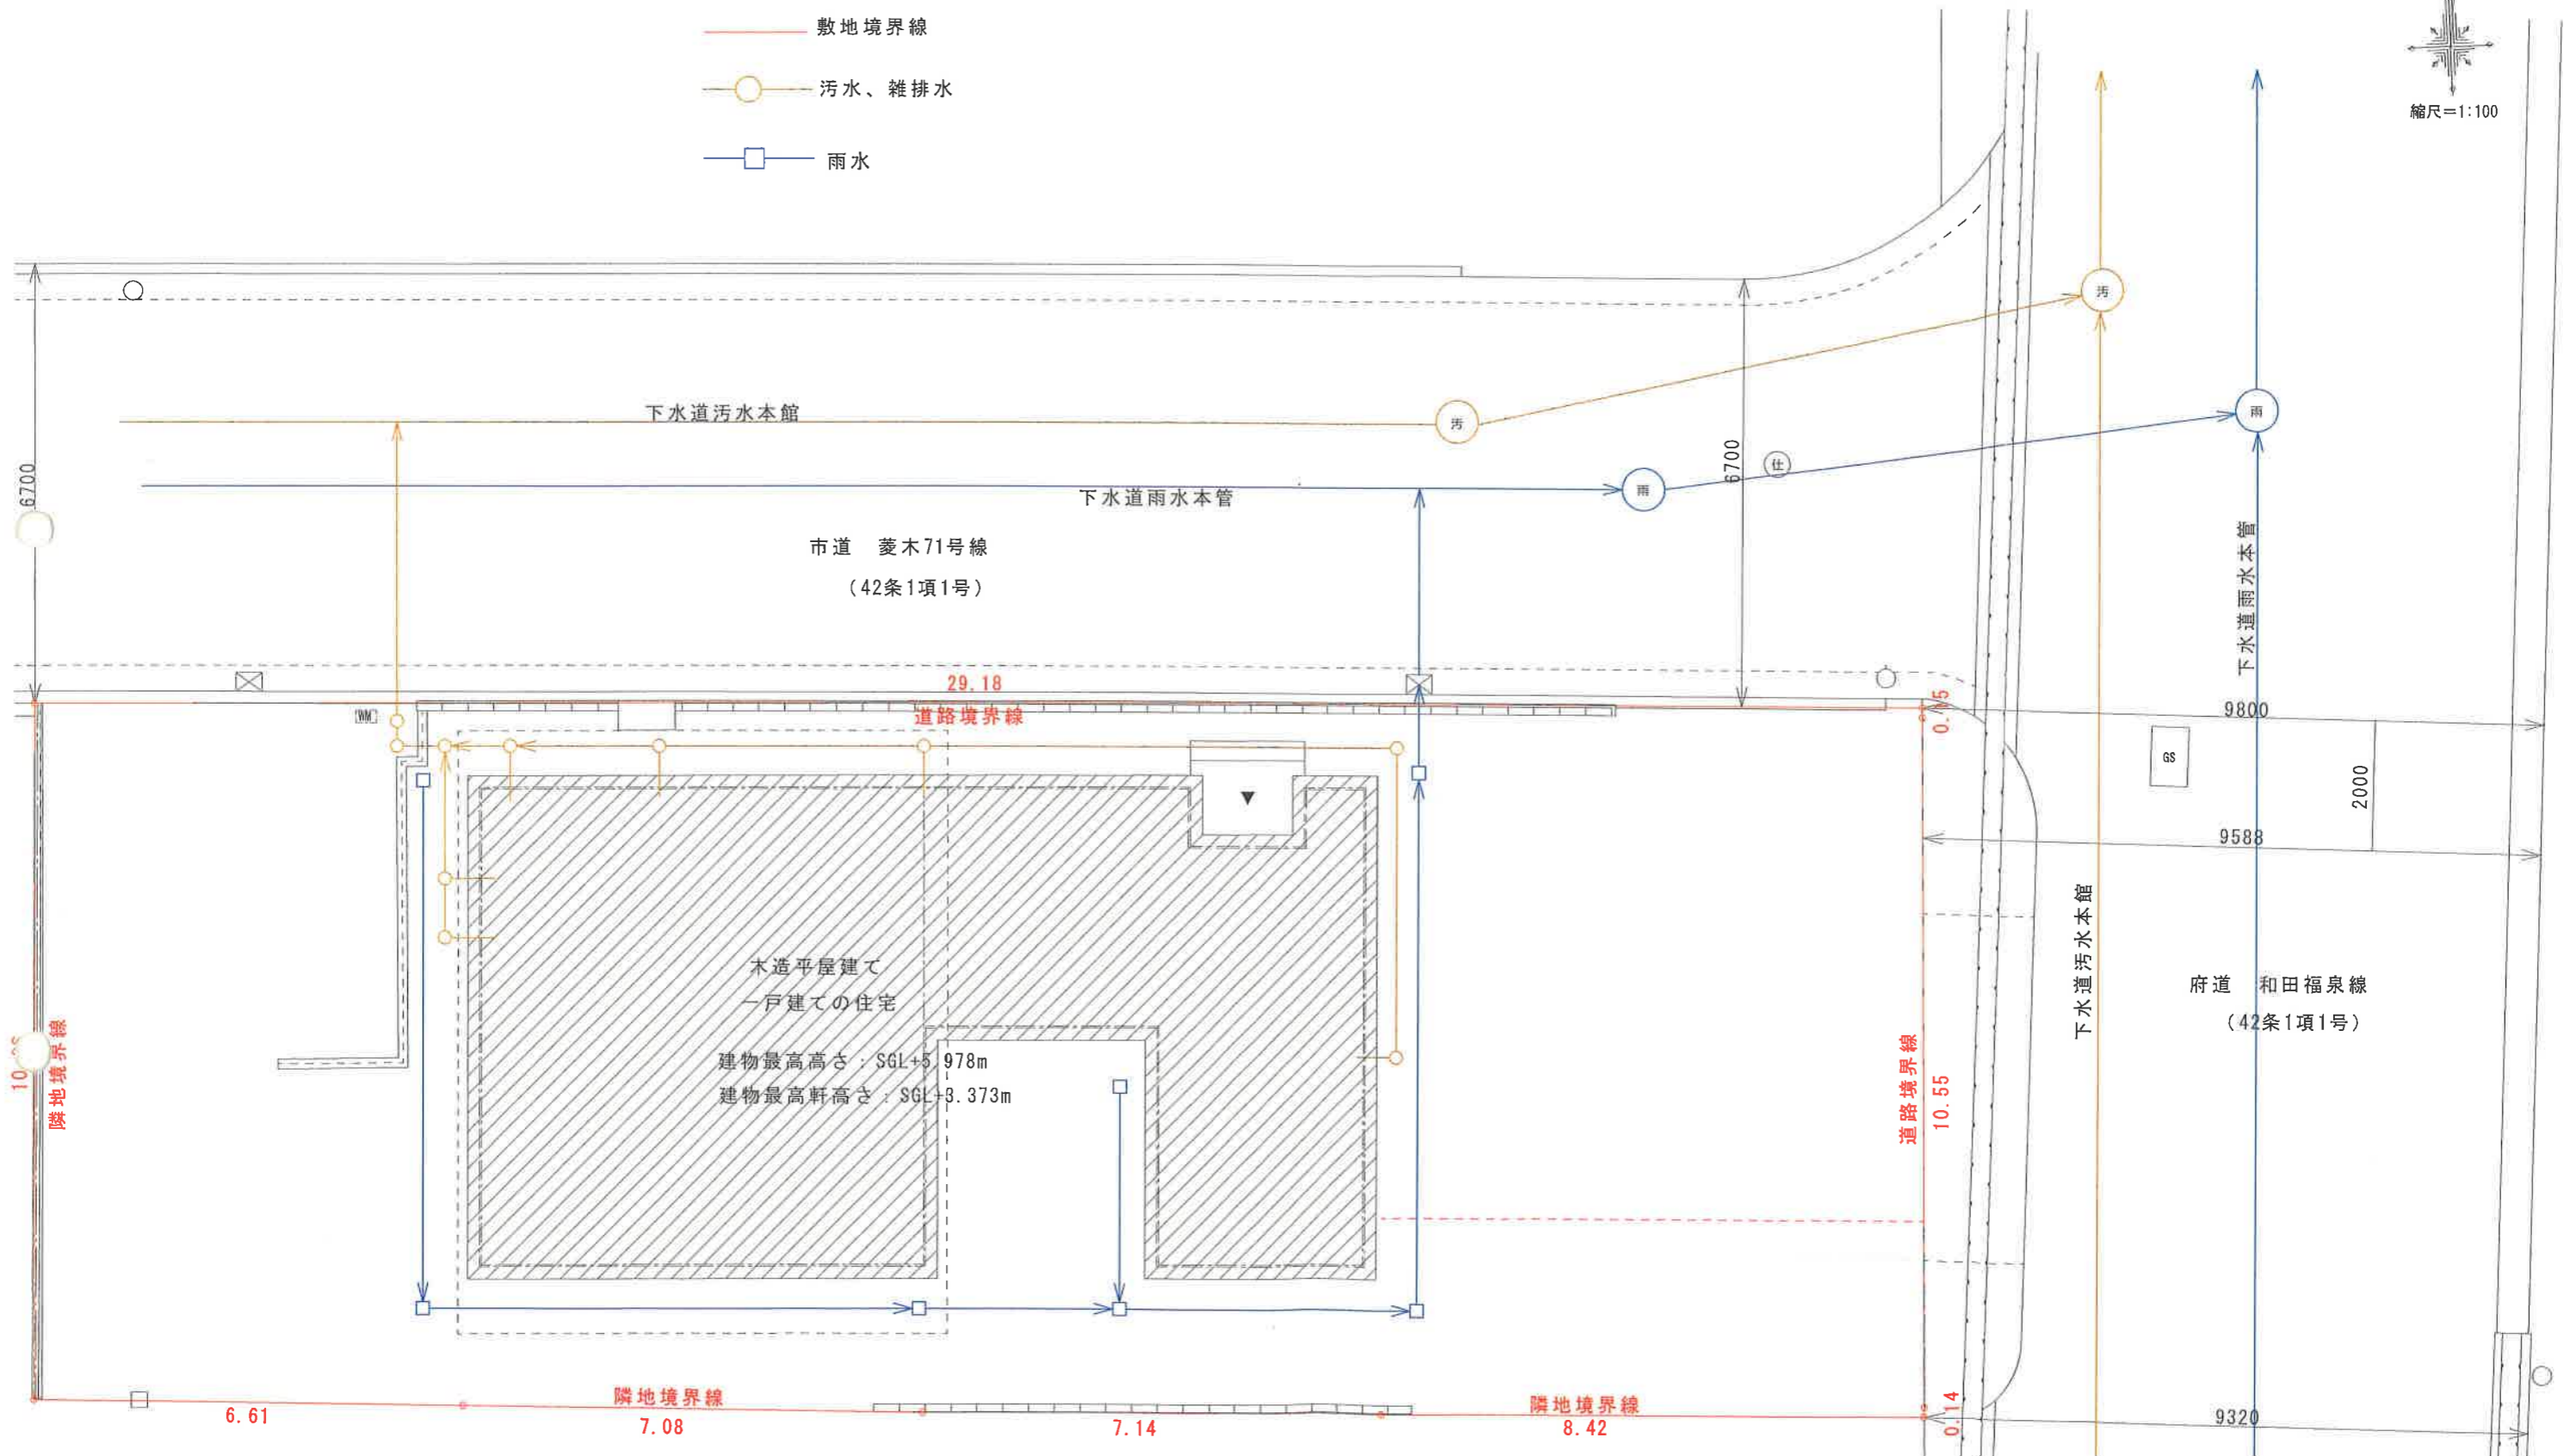 敷地境界線
汚水、雑排水
雨水
縮尺=1:100
汚
下水道汚水本館
汚
雨
6700
6700
仕
下水道雨水本管
雨
市道 菱木71号線
(42条1項1号)
下水道雨水本管
29.18
道路境界線
WM
9800
GS
2000
9588
下水道汚水本館
木造平屋建て
一戸建ての住宅
建物最高高さ:SGL+5.978m
建物最高軒高さ:SGL+3.373m
府道 和田福泉線
(42条1項1号)
隣地境界線
道路境界線
10.55
隣地境界線
隣地境界線
6.61
7.08
7.14
8.42
0.14
9320